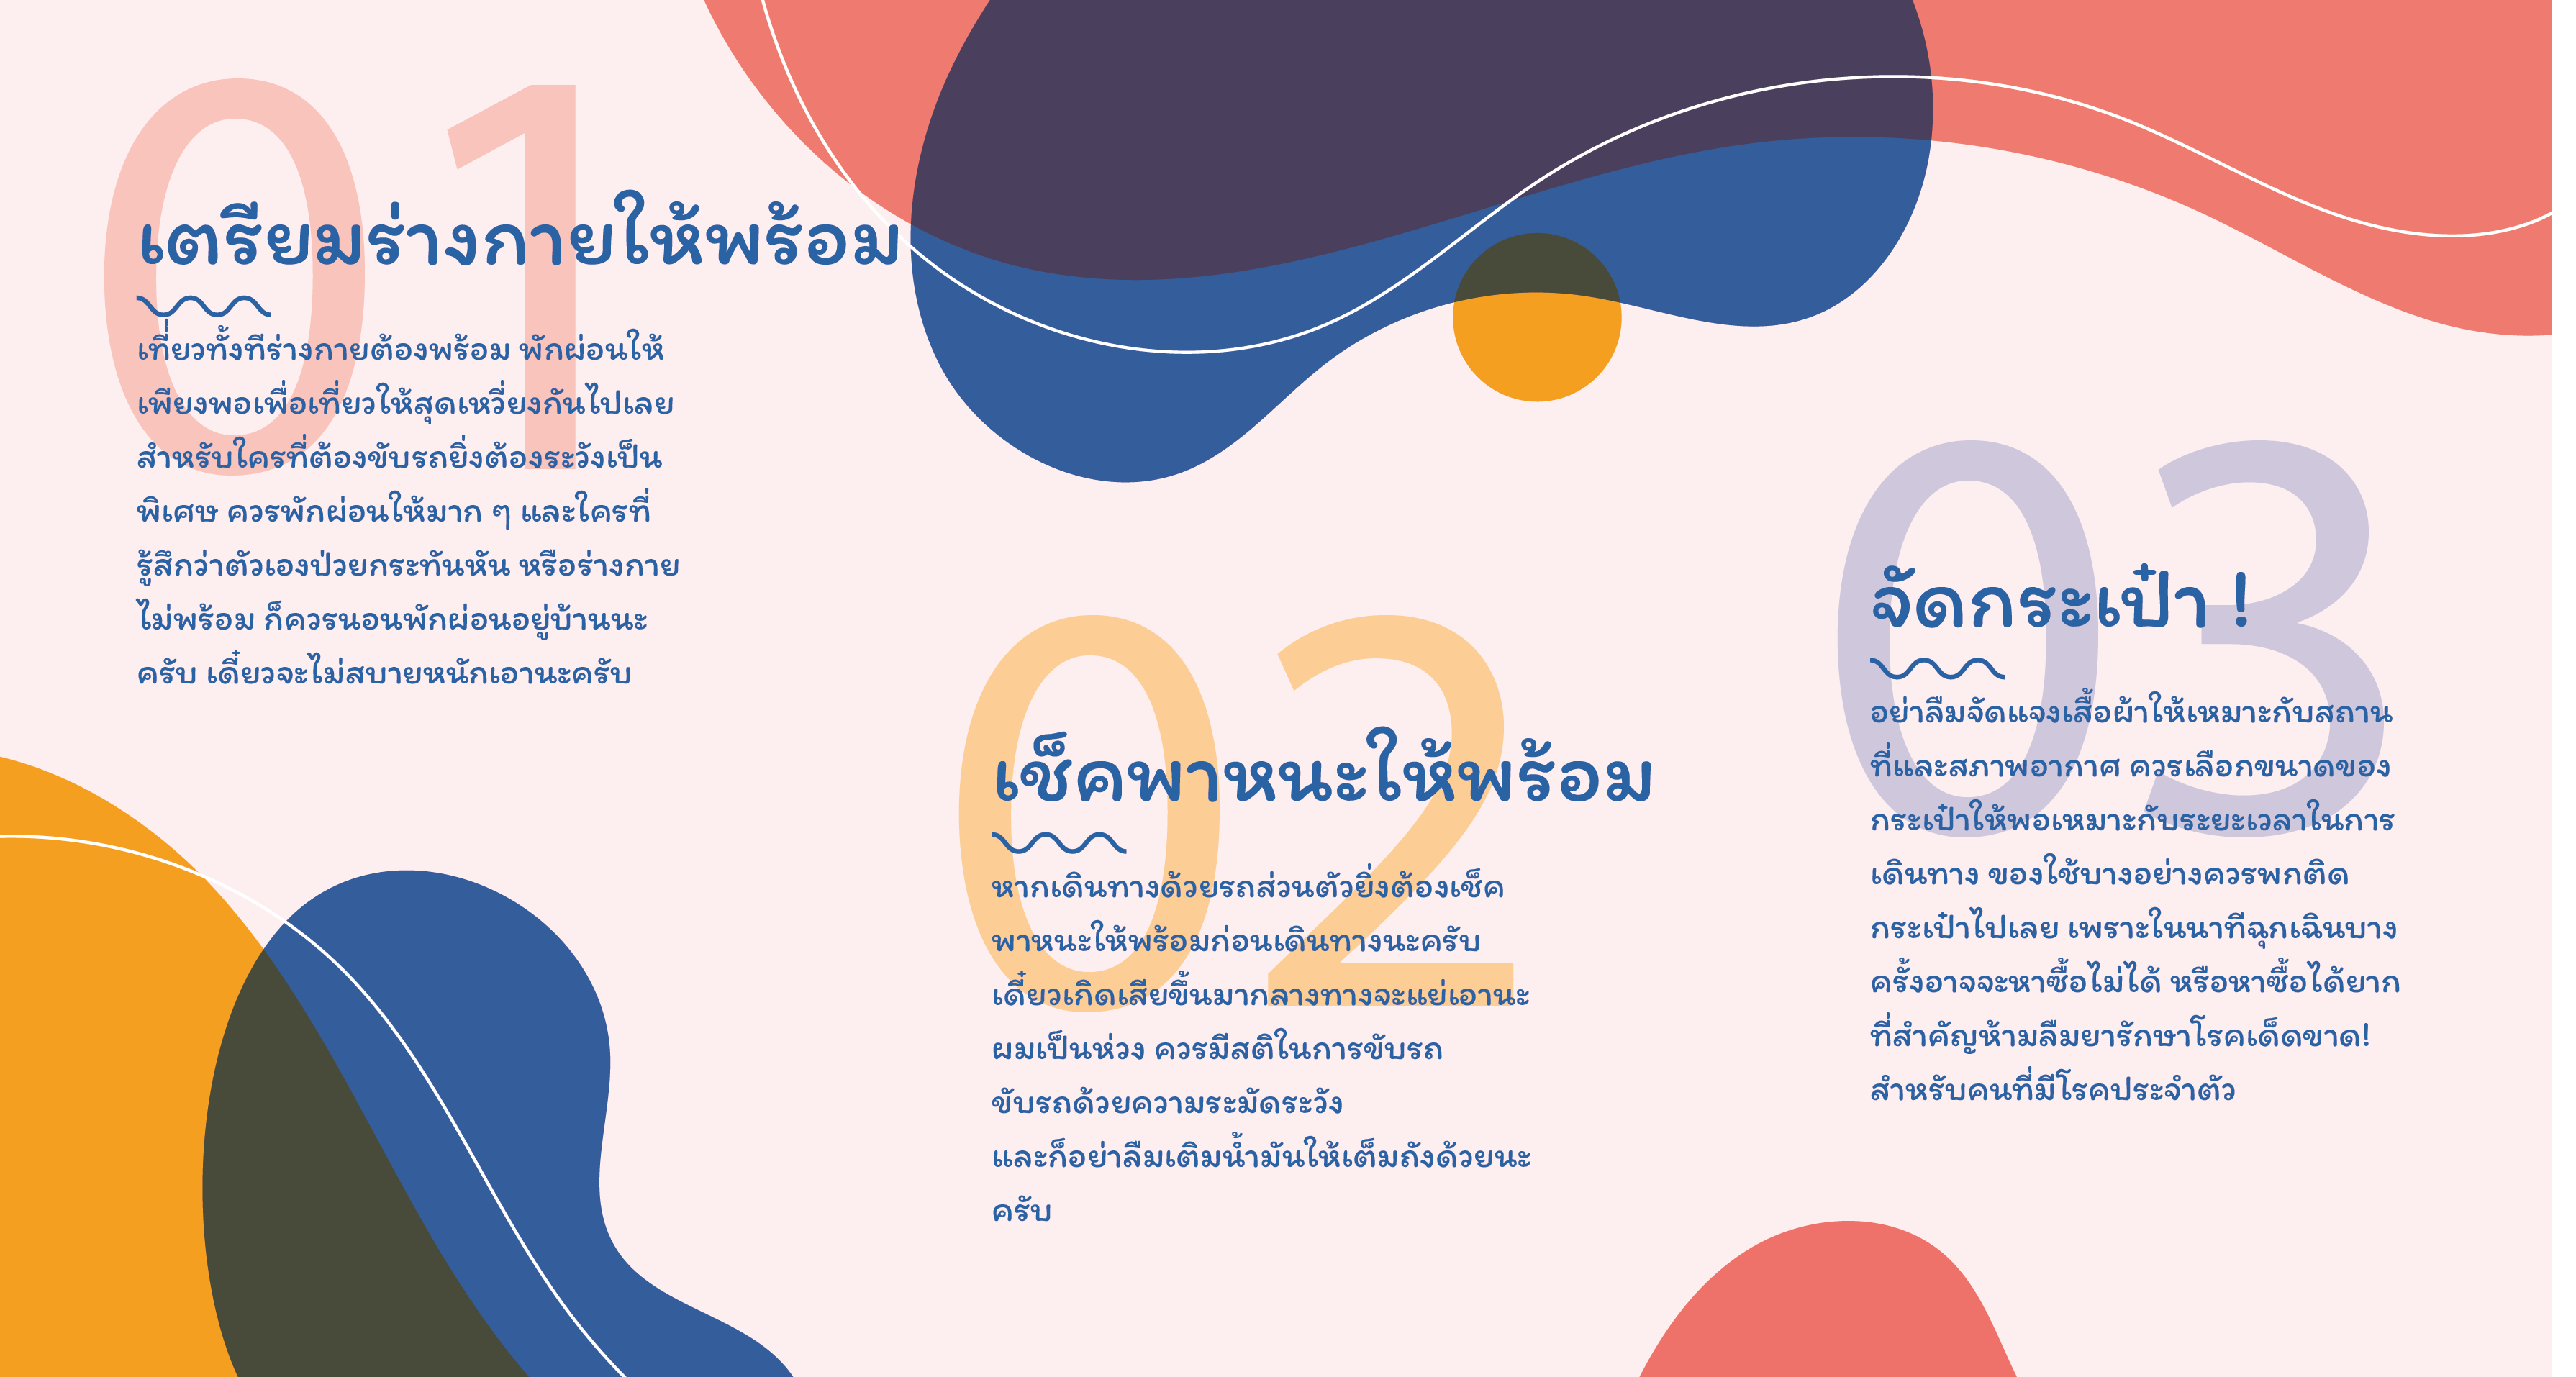 01
เตรียมร่างกายให้พร้อม
เที่ยวทั้งทีร่างกายต้องพร้อม พักผ่อนให้
เพียงพอเพื่อเที่ยวให้สุดเหวี่ยงกันไปเลย
สำหรับใครที่ต้องขับรถยิ่งต้องระวังเป็น
พิเศษ ควรพักผ่อนให้มาก ๆ และใครที่
รู้สึกว่าตัวเองป่วยกระทันหัน หรือร่างกาย
ไม่พร้อม ก็ควรนอนพักผ่อนอยู่บ้านนะ
ครับ เดี๋ยวจะไม่สบายหนักเอานะครับ
02
เช็คพาหนะให้พร้อม
หากเดินทางด้วยรถส่วนตัวยิ่งต้องเช็ค
พาหนะให้พร้อมก่อนเดินทางนะครับ
เดี๋ยวเกิดเสียขึ้นมากลางทางจะแย่เอานะ
ผมเป็นห่วง ควรมีสติในการขับรถ
ขับรถด้วยความระมัดระวัง
และก็อย่าลืมเติมน้ำมันให้เต็มถังด้วยนะ
ครับ
03
จัดกระเป๋า !
อย่าลืมจัดแจงเสื้อผ้าให้เหมาะกับสถาน
ที่และสภาพอากาศ ควรเลือกขนาดของ
กระเป๋าให้พอเหมาะกับระยะเวลาในการ
เดินทาง ของใช้บางอย่างควรพกติด
กระเป๋าไปเลย เพราะในนาทีฉุกเฉินบาง
ครั้งอาจจะหาซื้อไม่ได้ หรือหาซื้อได้ยาก
ที่สำคัญห้ามลืมยารักษาโรคเด็ดขาด!
สำหรับคนที่มีโรคประจำตัว